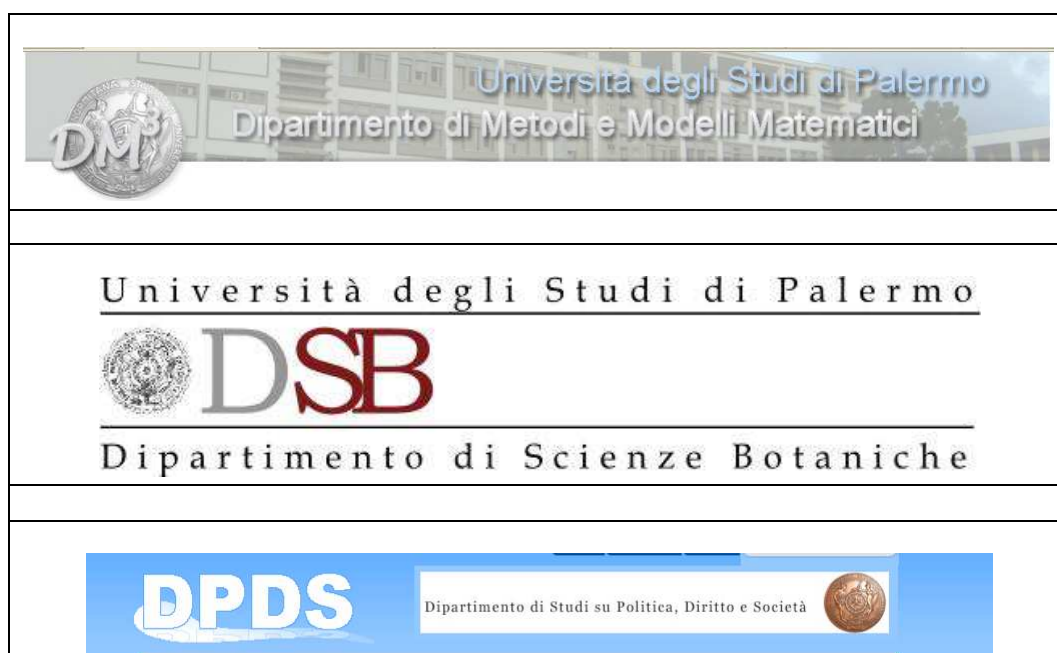 Università degli Studi di Palermo
Dipartimento di Metodi e Modelli Matematici
DM3
Università degli Studi di Palermo
DSB
Dipartimento di Scienze Botaniche
DPDS
Dipartimento di Studi su Politica, Diritto e Società